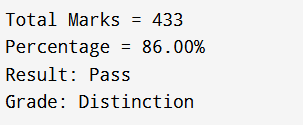 Total Marks = 433
Percentage = 86.00%
Result: Pass
Grade: Distinction